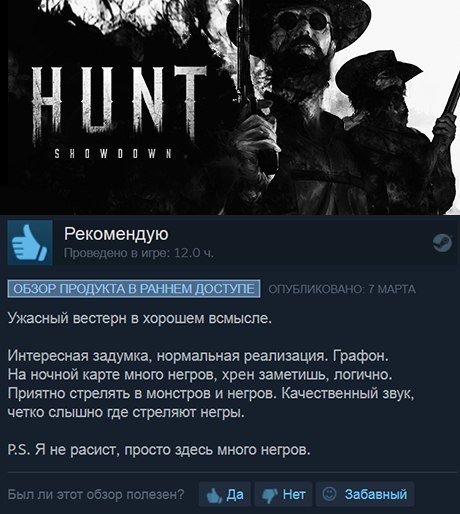 HUNT
SHOWDOWN
Рекомендую
Проведено в игре: 12.0 ч.
ОБЗОР ПРОДУКТА В РАННЕМ ДОСТУПЕ ОПУБЛИКОВАНО: 7 МАРТА
Ужасный вестерн в хорошем всмысле.
Интересная задумка, нормальная реализация. Графон.
На ночной карте много негров, хрен заметишь, логично.
Приятно стрелять в монстров и негров. Качественный звук,
четко слышно где стреляют негры.
P.S. Я не расист, просто здесь много негров.
Был ли этот обзор полезен? Да Нет Забавный